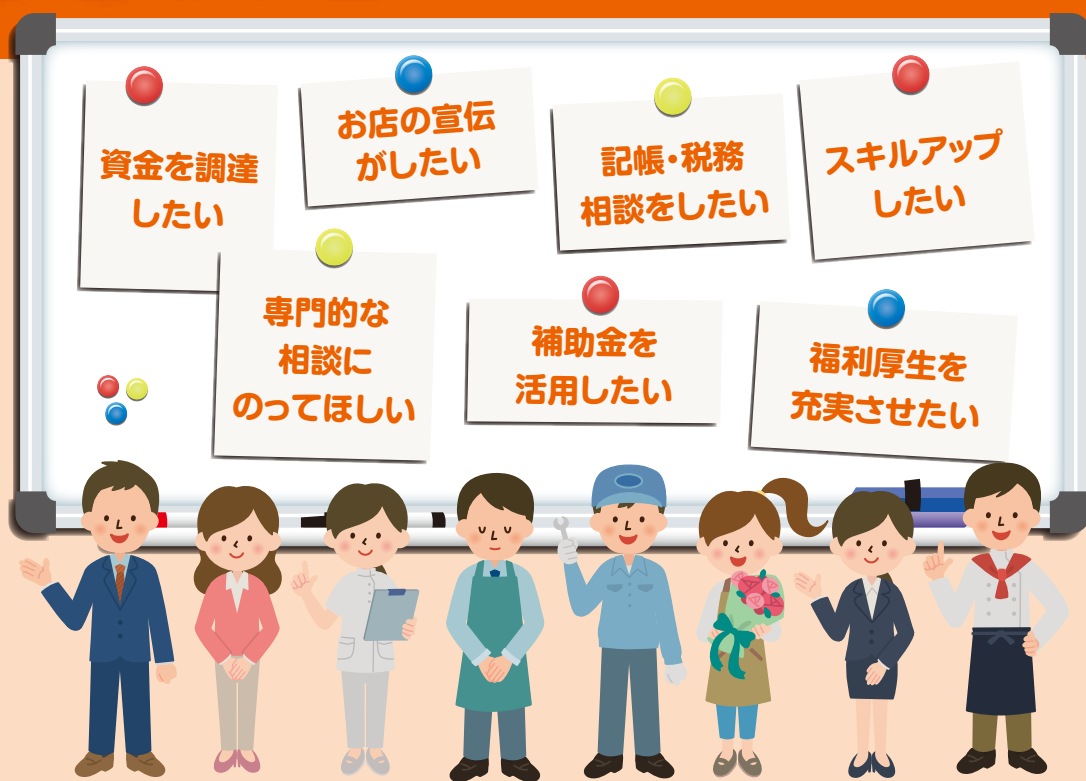 資金を調達
したい
お店の宣伝
がしたい
記帳・税務
相談をしたい
スキルアップ
したい
専門的な
相談に
のってほしい
補助金を
活用したい
福利厚生を
充実させたい